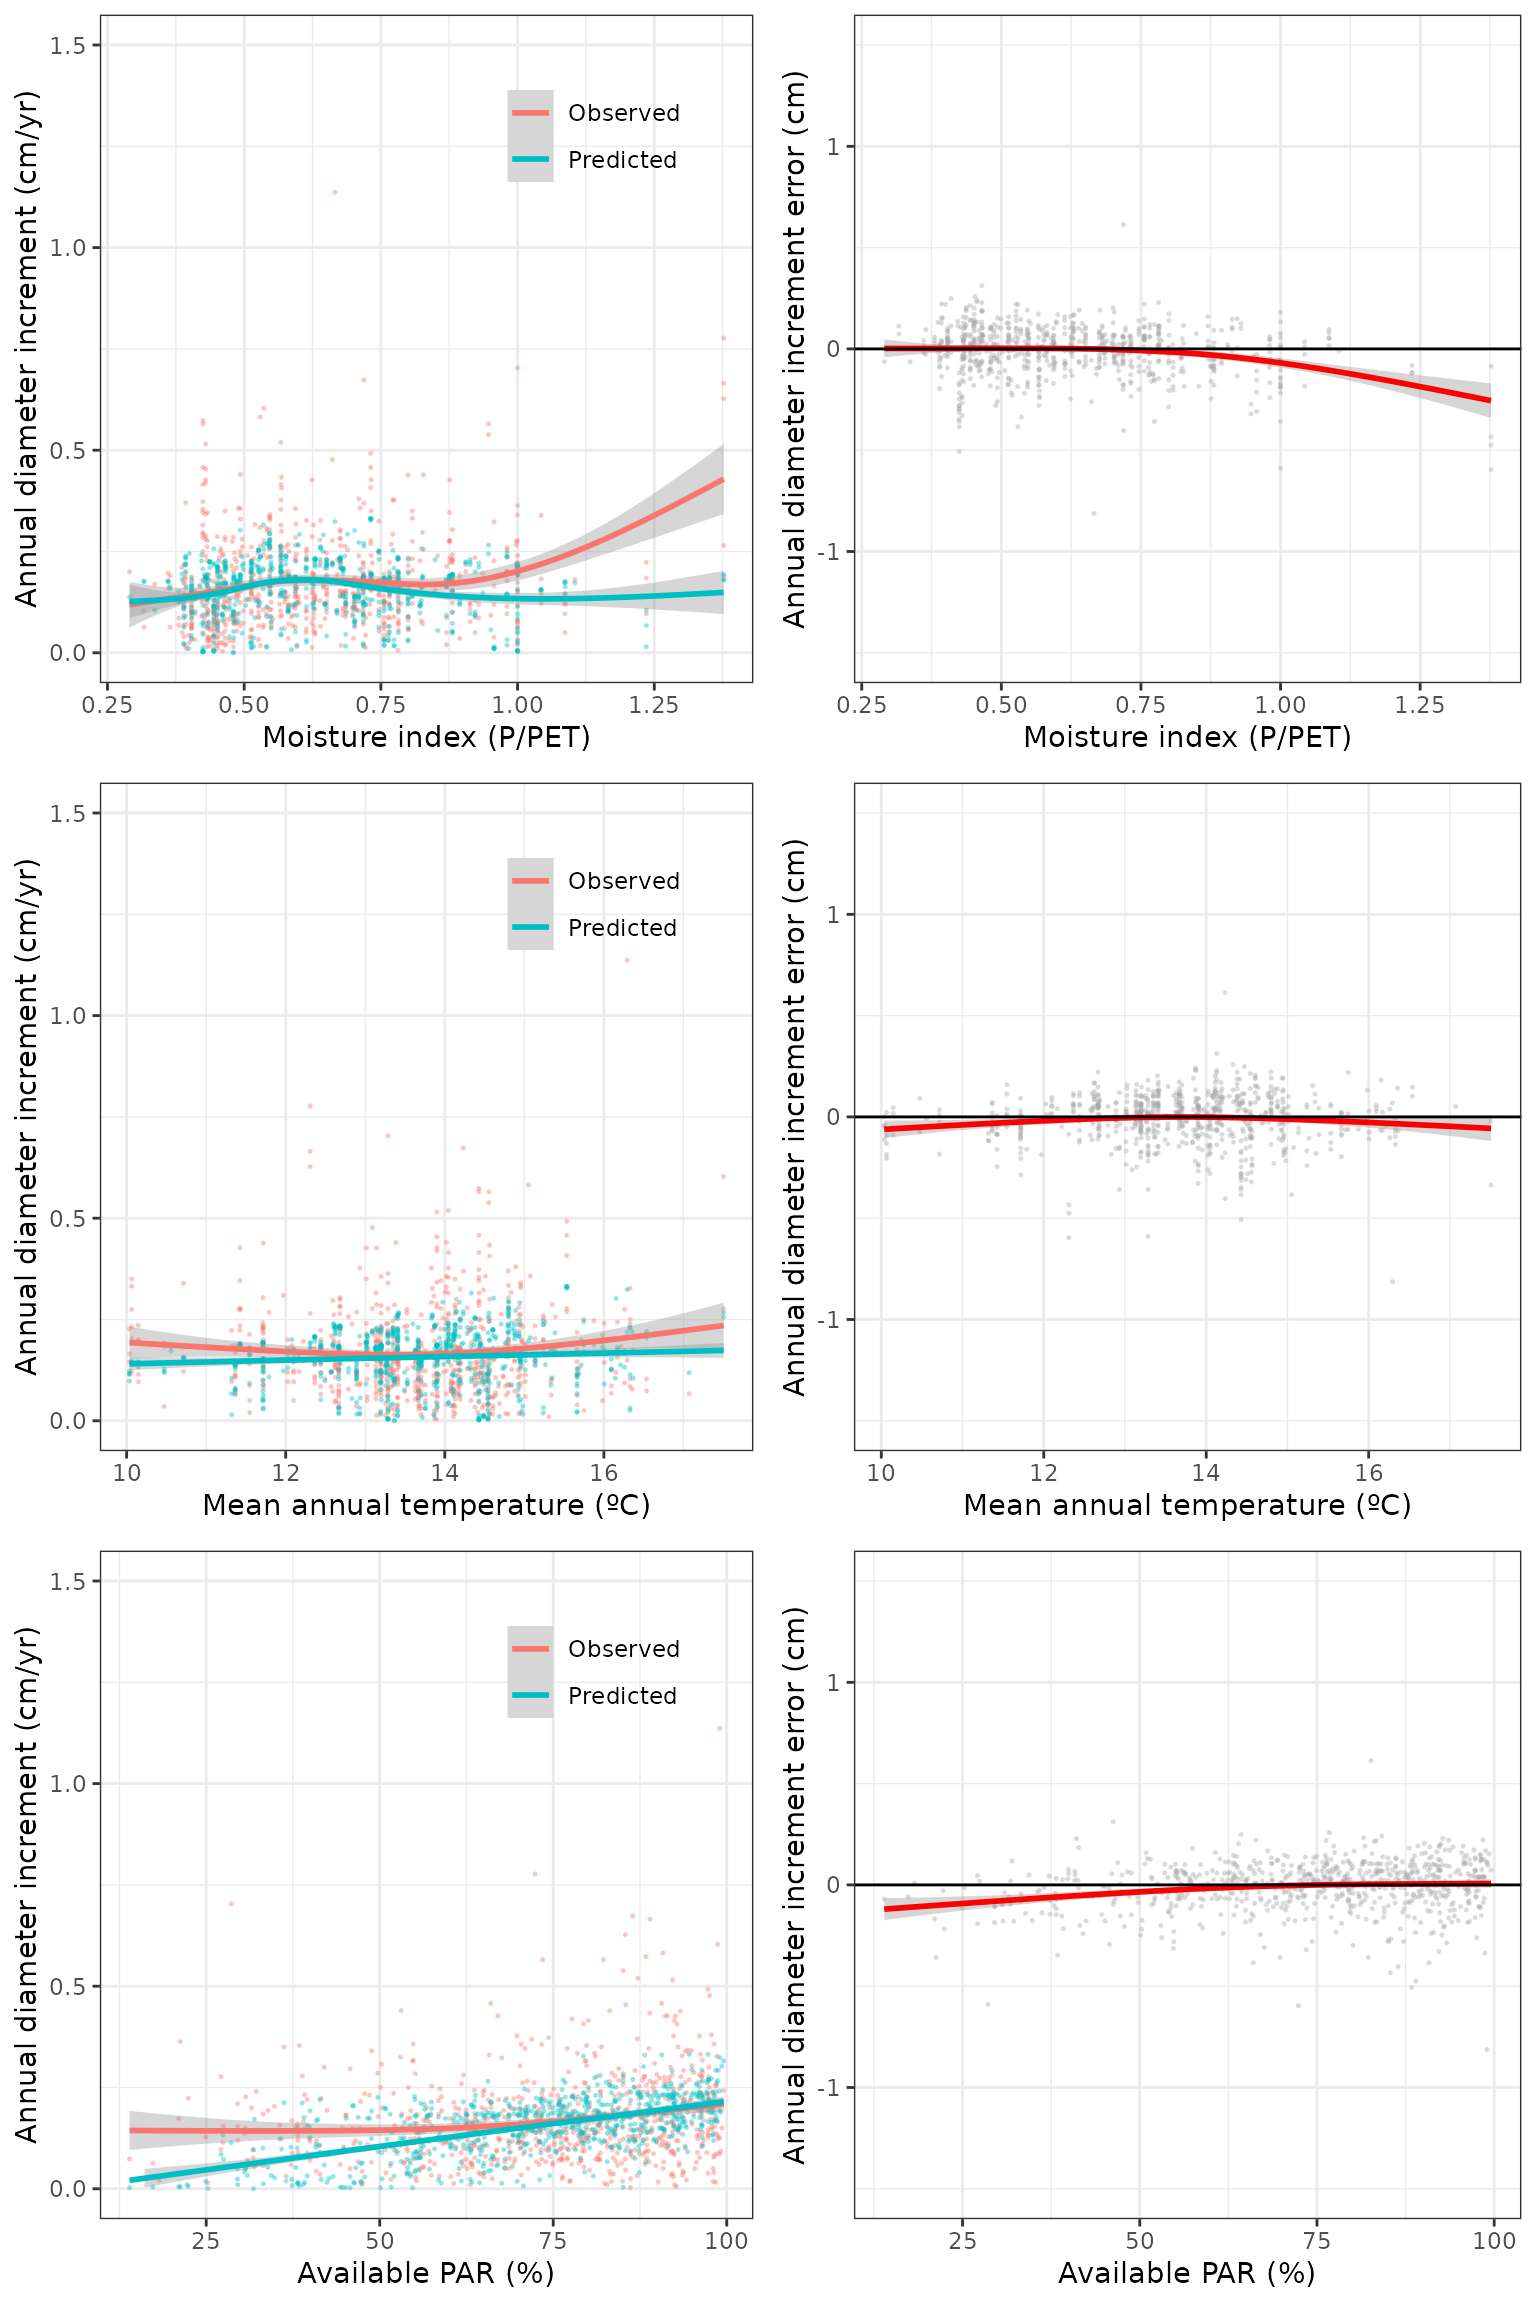 Annual diameter increment (cm/yr)
1.5
1.0
0.5
0.0
Observed
Predicted
0.25 0.50 0.75 1.00 1.25
Moisture index (P/PET)
Annual diameter increment error (cm)
1
0
-1
0.25 0.50 0.75 1.00 1.25
Moisture index (P/PET)
Annual diameter increment (cm/yr)
1.5
1.0
0.5
0.0
Observed
Predicted
10 12 14 16
Mean annual temperature (ºC)
Annual diameter increment error (cm)
1
0
-1
10 12 14 16
Mean annual temperature (ºC)
Annual diameter increment (cm/yr)
1.5
1.0
0.5
0.0
Observed
Predicted
25 50 75 100
Available PAR (%)
Annual diameter increment error (cm)
1
0
-1
25 50 75 100
Available PAR (%)